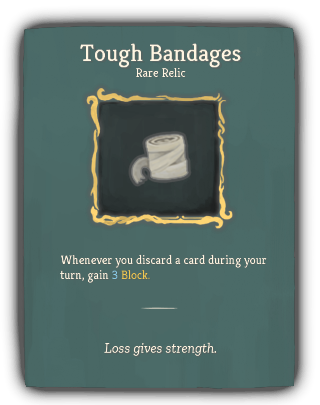 Tough Bandages
Rare Relic
Whenever you discard a card during your
turn, gain 3 Block.
Loss gives strength.